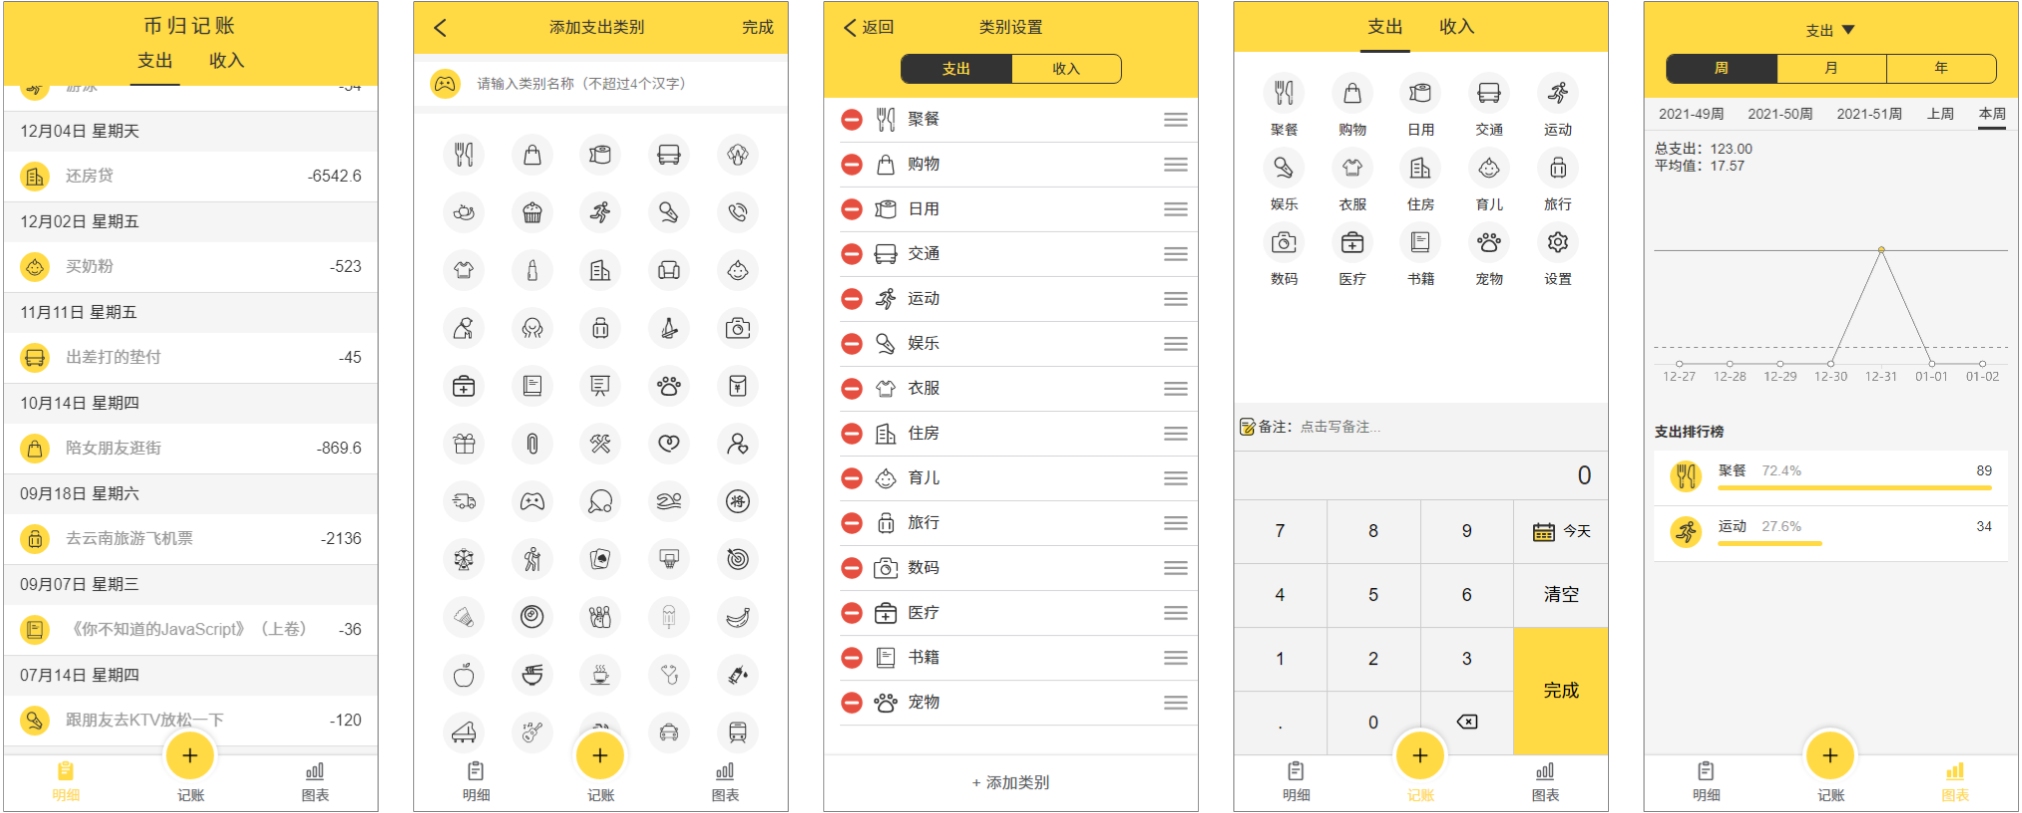 币归记账
支出 收入
游泳 -34
12月04日 星期天
还房贷 -6542.6
12月02日 星期五
买奶粉 -523
11月11日 星期五
出差打的垫付 -45
10月14日 星期四
陪女朋友逛街 -869.6
09月18日 星期六
去云南旅游飞机票 -2136
09月07日 星期三
《你不知道的JavaScript》（上卷） -36
07月14日 星期四
跟朋友去KTV放松一下 -120
明细 记账 图表
添加支出类别 完成
请输入类别名称（不超过4个汉字）
明细 记账 图表
返回 类别设置
支出 收入
聚餐
购物
日用
交通
运动
娱乐
衣服
住房
育儿
旅行
数码
医疗
书籍
宠物
+ 添加类别
支出 收入
聚餐 购物 日用 交通 运动
娱乐 衣服 住房 育儿 旅行
数码 医疗 书籍 宠物 设置
备注：点击写备注...
0
7 8 9 今天
4 5 6 清空
1 2 3
完成
. 0
明细 记账 图表
支出
周 月 年
2021-49周 2021-50周 2021-51周 上周 本周
总支出：123.00
平均值：17.57
12-27 12-28 12-29 12-30 12-31 01-01 01-02
支出排行榜
聚餐 72.4% 89
运动 27.6% 34
明细 记账 图表